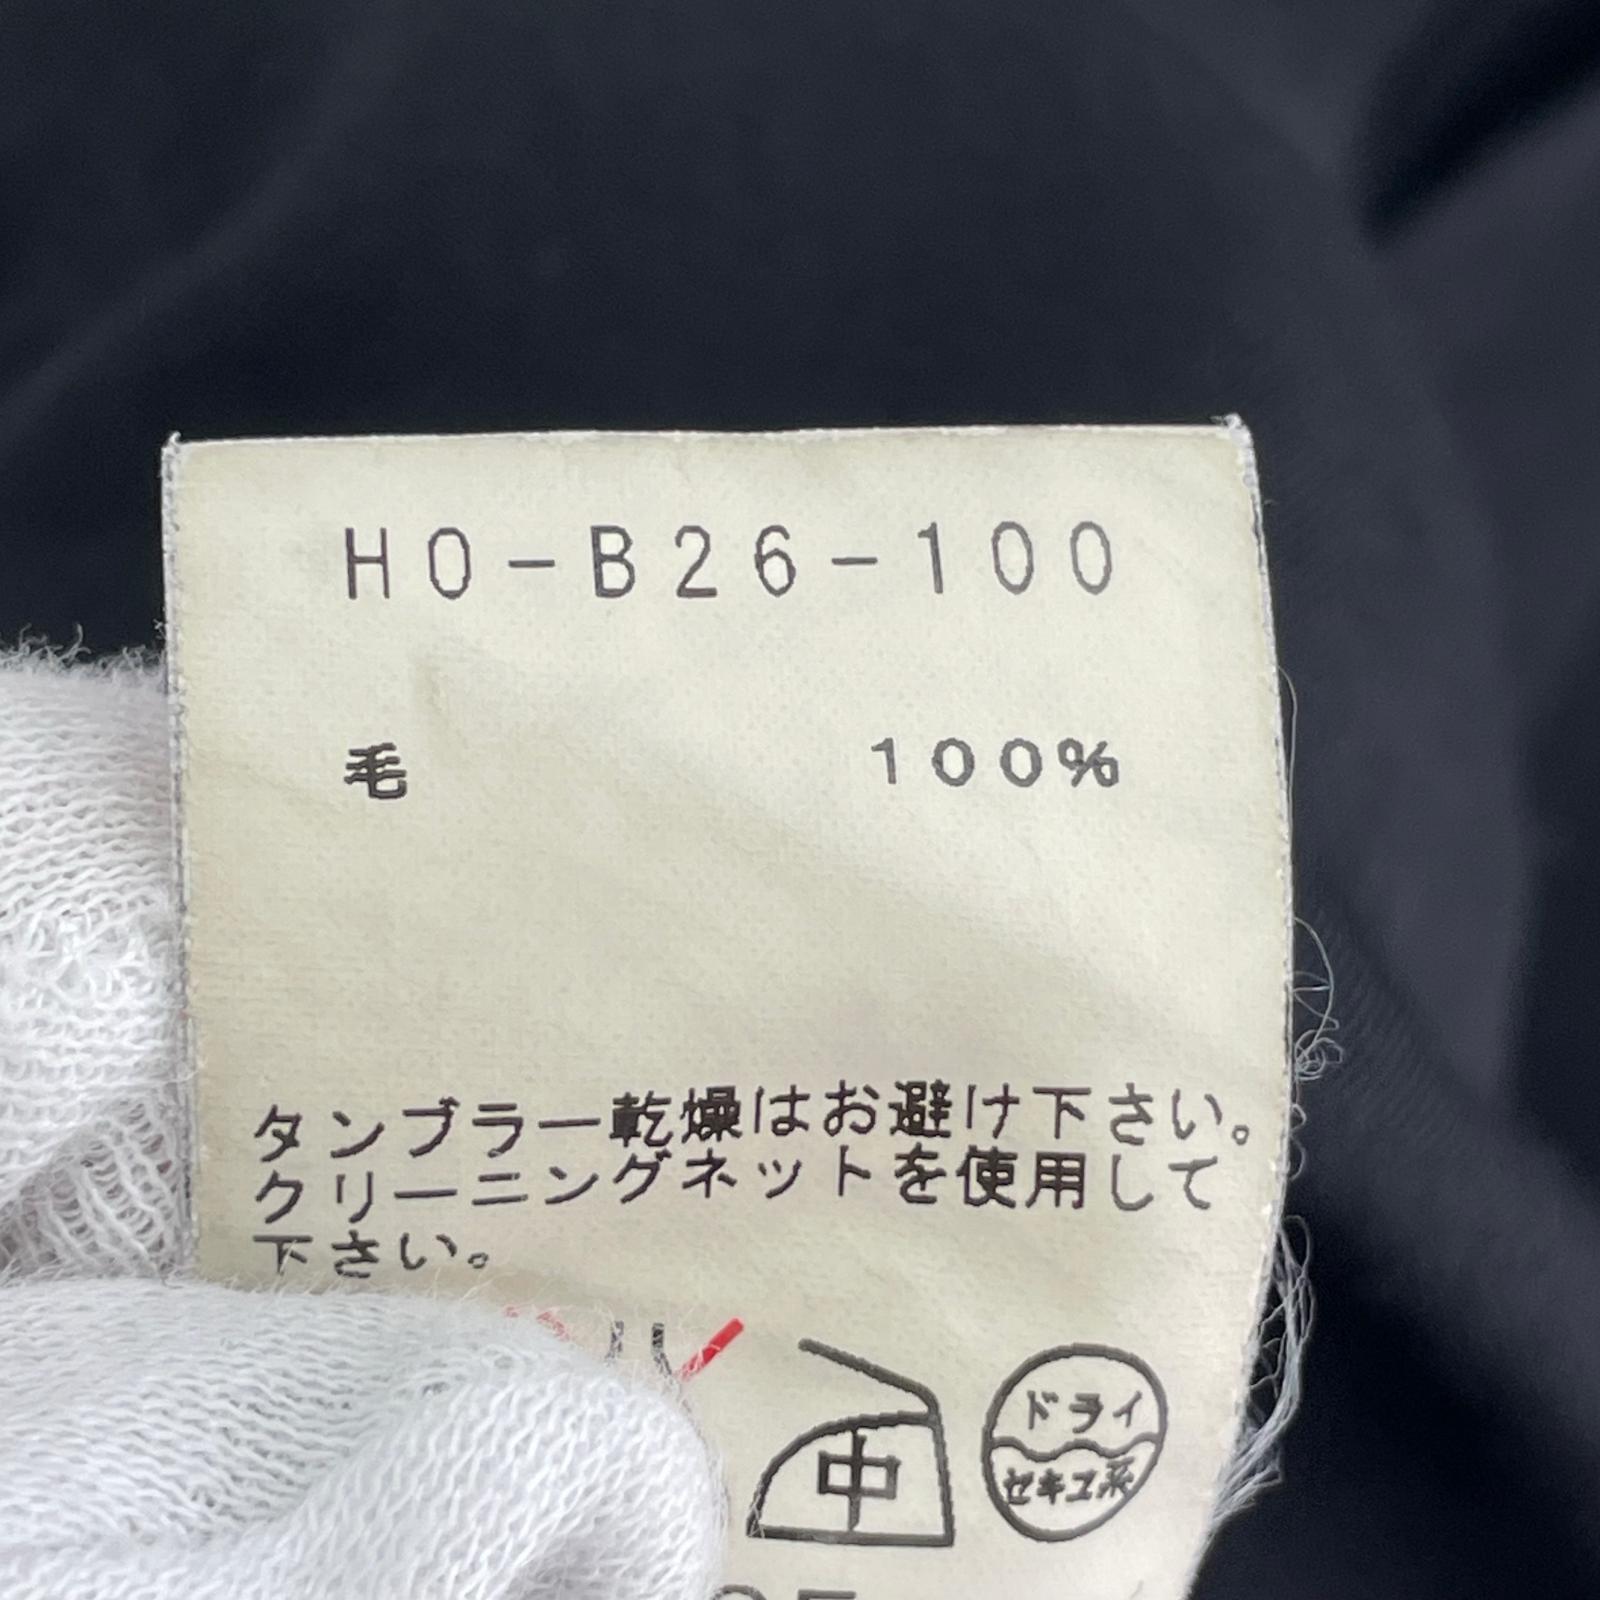 HO-B26-100
毛 100%
タンブラー乾燥はお避け下さい。
クリーニングネットを使用して
下さい。
中
ドライ
セキユ系